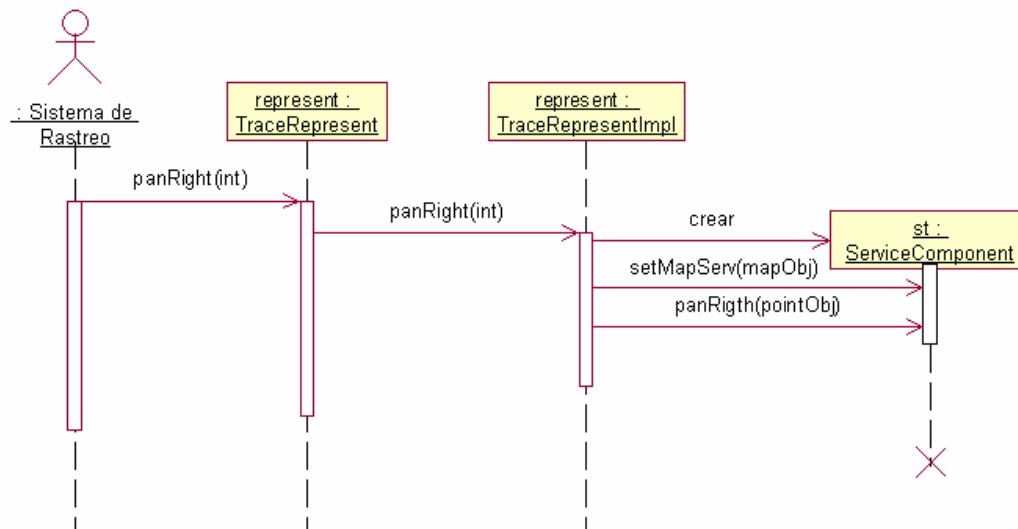 : Sistema de
Rastreo
represent :
TraceRepresent
represent :
TraceRepresentImpl
panRight(int)
panRight(int)
crear
st :
ServiceComponent
setMapServ(mapObj)
panRigth(pointObj)